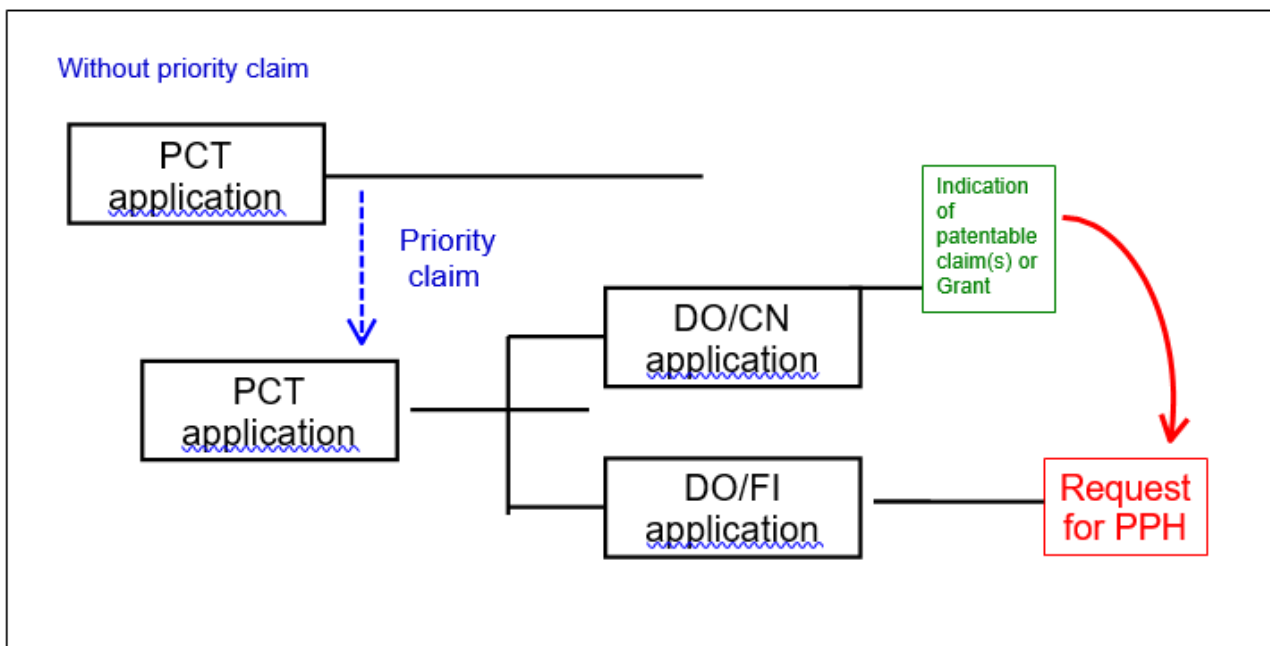 Without priority claim
PCT
application
Priority
claim
PCT
application
DO/CN
application
Indication
of
patentable
claim(s) or
Grant
DO/FI
application
Request
for PPH